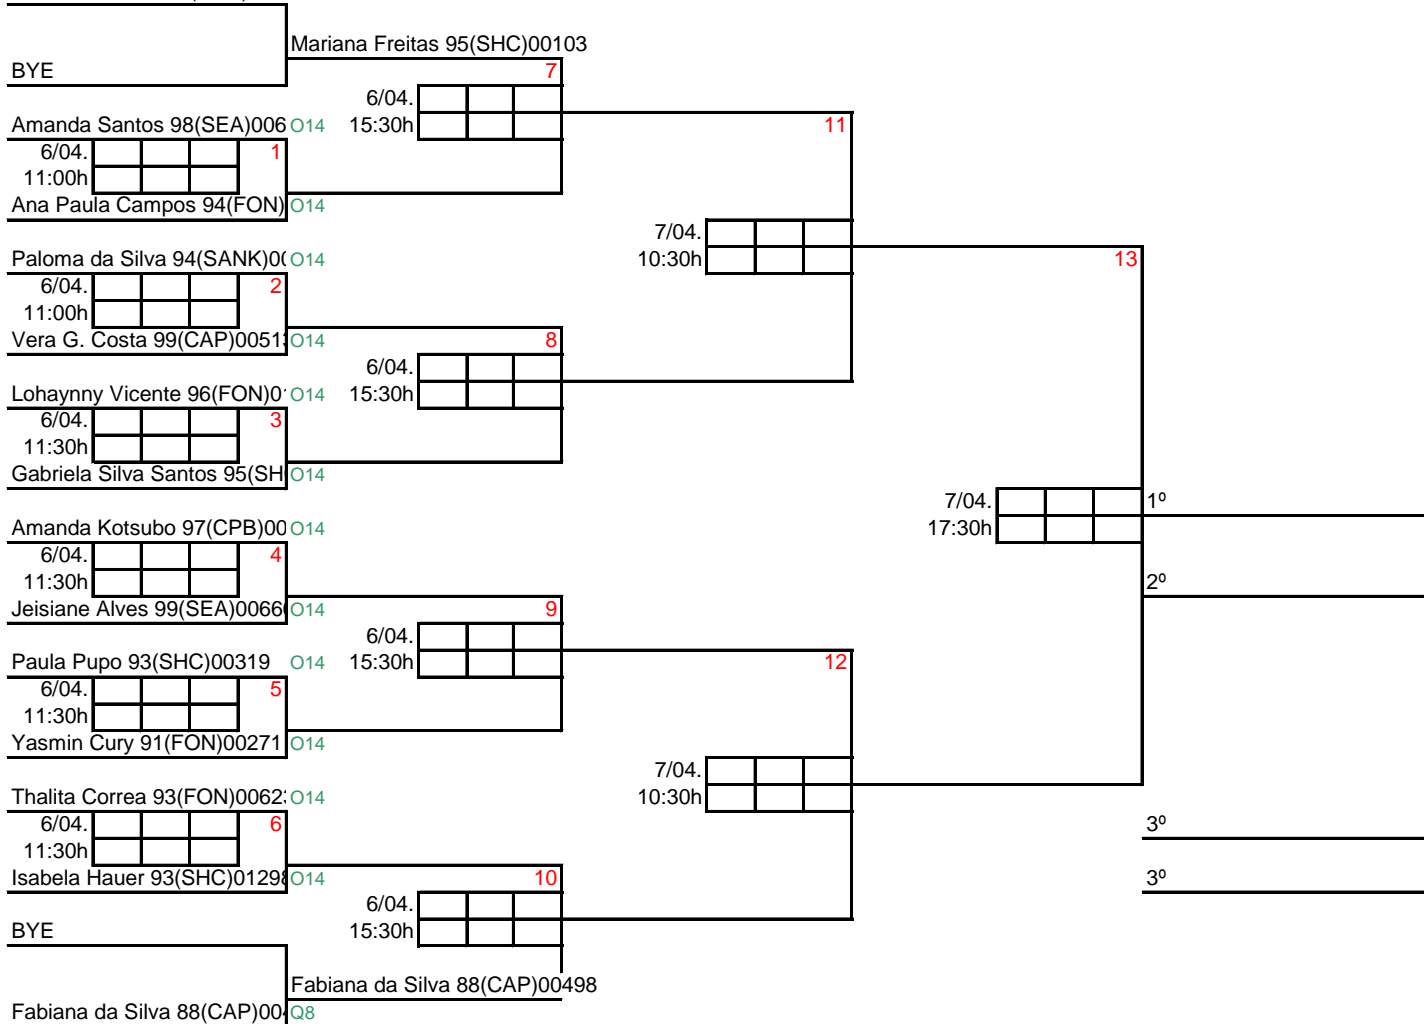 Mariana Freitas 95(SHC)00103
BYE
7
6/04.
15:30h
Amanda Santos 98(SEA)006 O14
11
6/04.
1
11:00h
Ana Paula Campos 94(FON) O14
7/04.
10:30h
Paloma da Silva 94(SANK)0 O14
13
6/04.
2
11:00h
Vera G. Costa 99(CAP)0051 O14
8
6/04.
15:30h
Lohaynny Vicente 96(FON)0 O14
6/04.
3
11:30h
Gabriela Silva Santos 95(SH O14
7/04.
17:30h
1º
Amanda Kotsubo 97(CPB)00 O14
6/04.
4
11:30h
2º
Jeisiane Alves 99(SEA)0066 O14
9
6/04.
15:30h
Paula Pupo 93(SHC)00319 O14
12
6/04.
5
11:30h
Yasmin Cury 91(FON)00271 O14
7/04.
10:30h
Thalita Correa 93(FON)0062 O14
6/04.
6
11:30h
3º
Isabela Hauer 93(SHC)0129 O14
10
3º
6/04.
15:30h
BYE
Fabiana da Silva 88(CAP)00498
Fabiana da Silva 88(CAP)00 Q8